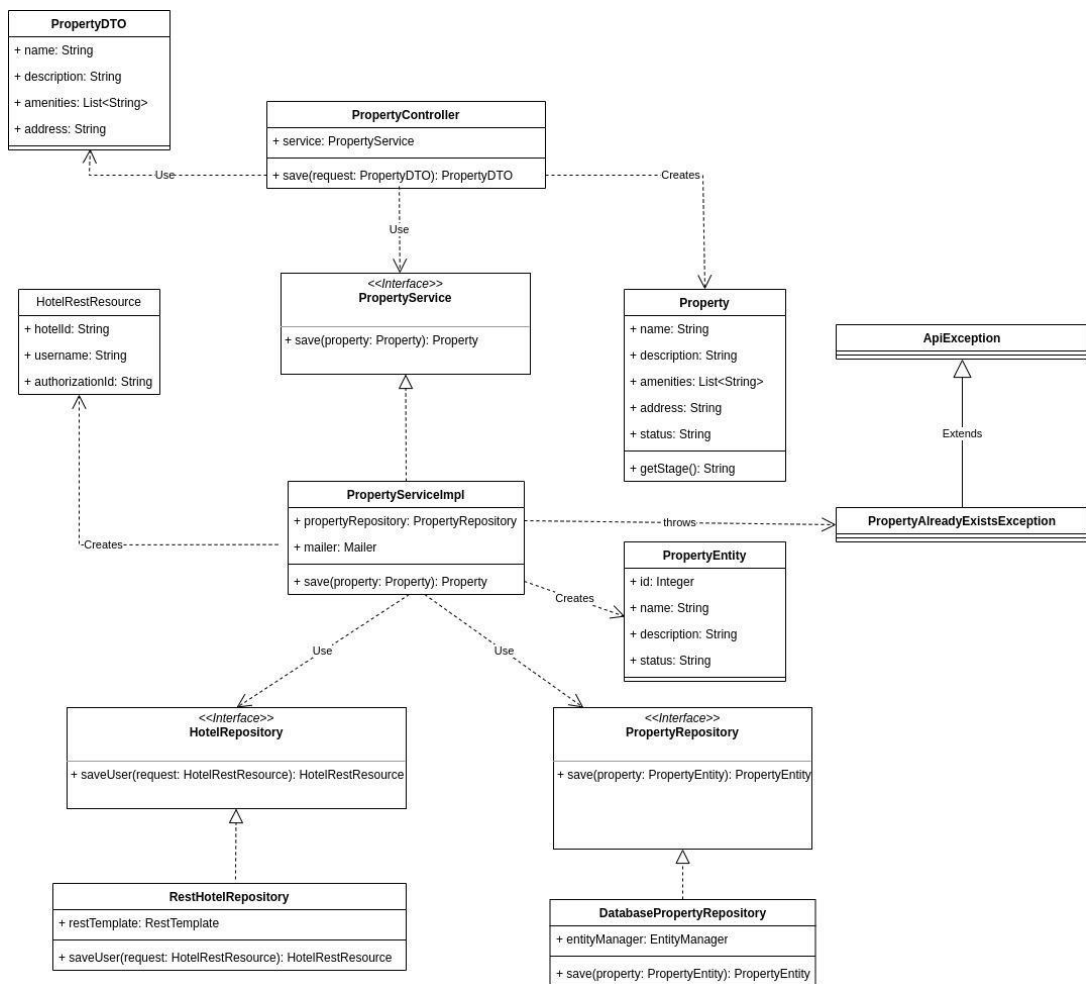 PropertyDTO
+ name: String
+ description: String
+ amenities: List<String>
+ address: String
PropertyController
+ service: PropertyService
+ save(request: PropertyDTO): PropertyDTO
Use
Creates
Use
<<Interface>>
PropertyService
+ save(property: Property): Property
HotelRestResource
+ hotelId: String
+ username: String
+ authorizationId: String
Property
+ name: String
+ description: String
+ amenities: List<String>
+ address: String
+ status: String
+ getStage(): String
ApiException
Extends
PropertyAlreadyExistsException
PropertyServiceImpl
+ propertyRepository: PropertyRepository
+ mailer: Mailer
+ save(property: Property): Property
throws
Creates
Creates
PropertyEntity
+ id: Integer
+ name: String
+ description: String
+ status: String
Use
Use
<<Interface>>
HotelRepository
+ saveUser(request: HotelRestResource): HotelRestResource
<<Interface>>
PropertyRepository
+ save(property: PropertyEntity): PropertyEntity
RestHotelRepository
+ restTemplate: RestTemplate
+ saveUser(request: HotelRestResource): HotelRestResource
DatabasePropertyRepository
+ entityManager: EntityManager
+ save(property: PropertyEntity): PropertyEntity